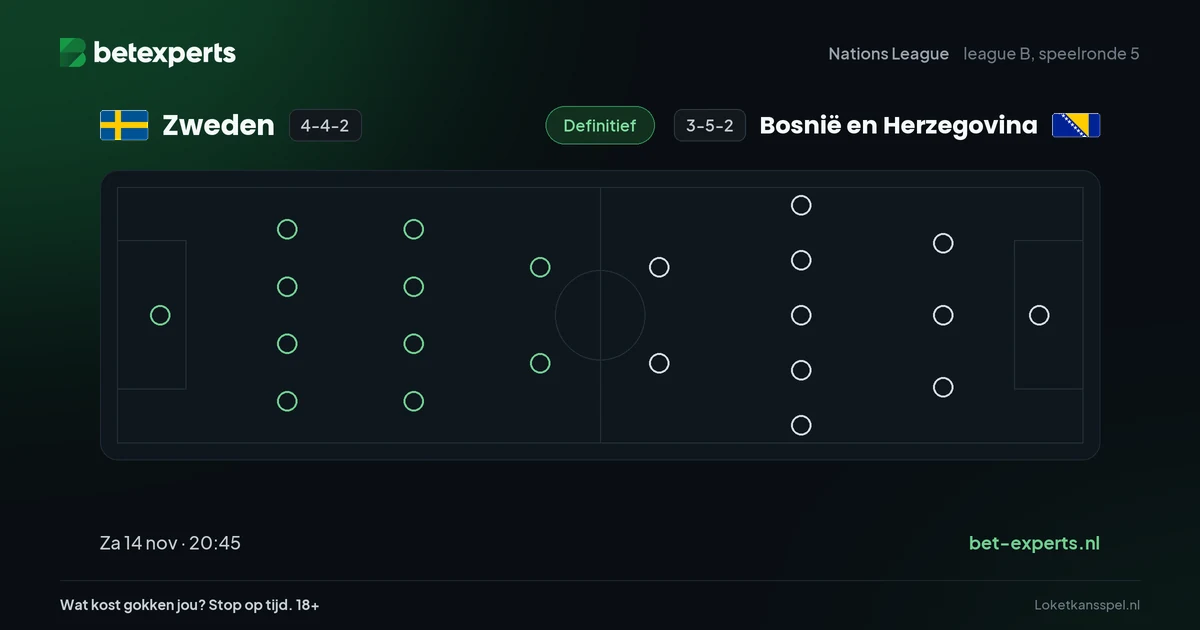 betexperts
Nations League league B, speelronde 5
Zweden 4-4-2 Definitief 3-5-2 Bosnië en Herzegovina
Za 14 nov · 20:45
bet-experts.nl
Wat kost gokken jou? Stop op tijd. 18+
Loketkansspel.nl